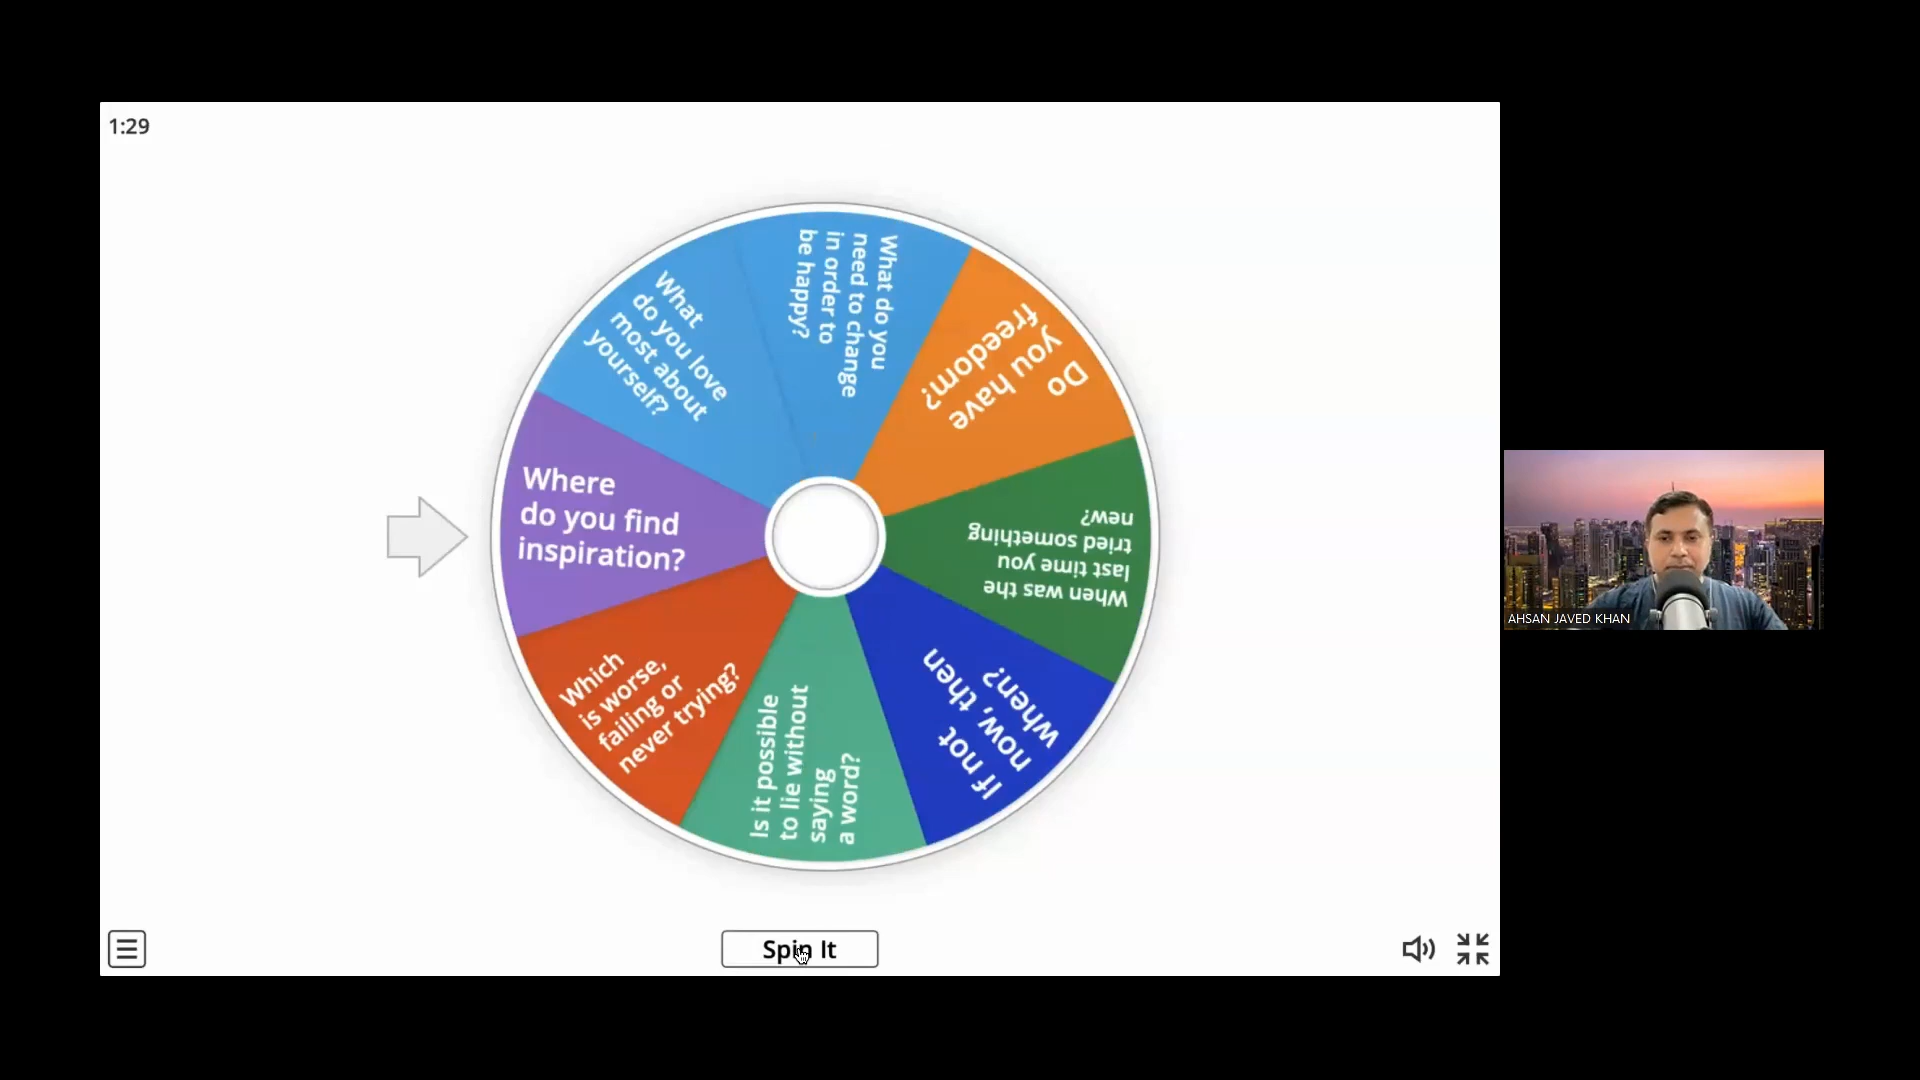 1:29
What do you
need to change
in order to
be happy?
Do
you have
freedom?
When was the
last time you
tried something
new?
If not
now, then
when?
Is it possible
to lie without
saying
a word?
Which
is worse,
failing or
never trying?
Where
do you find
inspiration?
What
do you love
most about
yourself?
Spin It
AHSAN JAVED KHAN